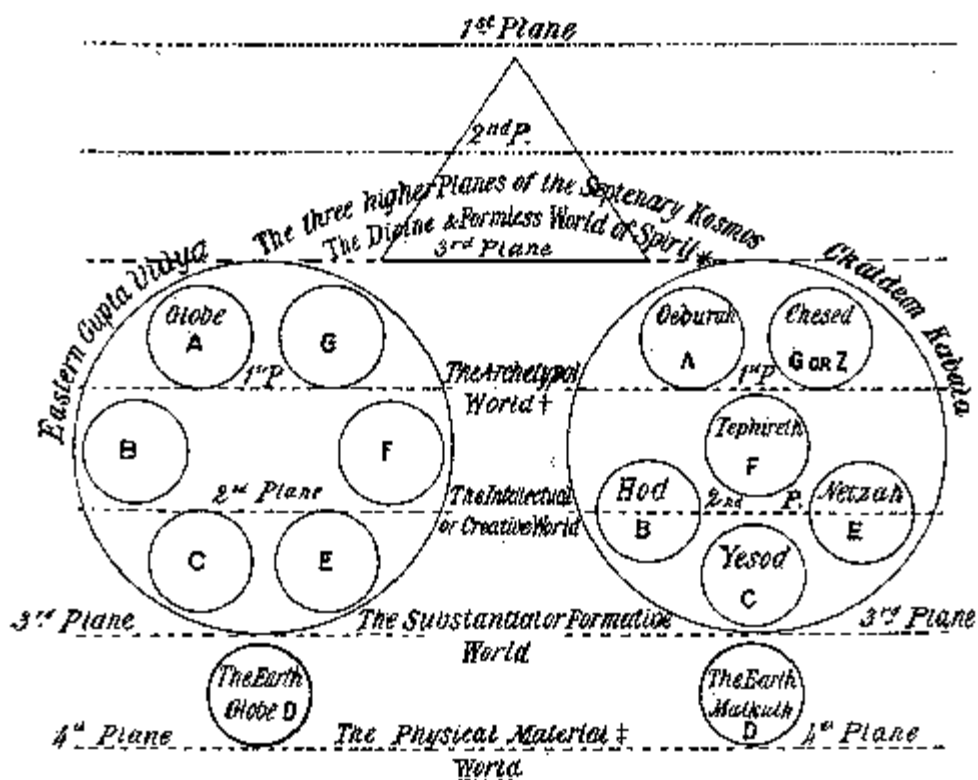 1st Plane
2nd P.
The three higher Planes of the Septenary Kosmos
The Divine & Formless World of Spirit *
3rd Plane
Eastern Gupta Vidya
Chaldean Kabala
Globe
A
G
Geburah
A
Chesed
G OR Z
1st P.
The Archetypal
World †
1st P.
B
F
Tephireth
F
2nd Plane
The Intellectual
or Creative World
Hod
B
2nd P.
Netzah
E
C
E
Yesod
C
3rd Plane
The Substantial or Formative
World
3rd Plane
The Earth
Globe D
The Earth
Malkuth
D
4th Plane
The Physical Material ‡
World
4th Plane